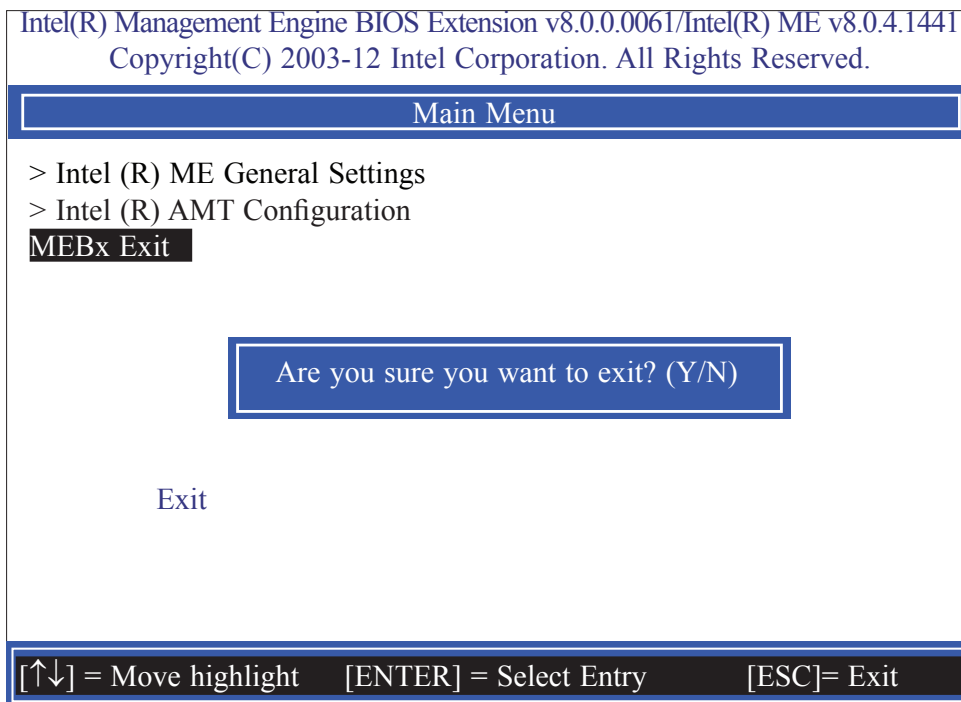 Intel(R) Management Engine BIOS Extension v8.0.0.0061/Intel(R) ME v8.0.4.1441
Copyright(C) 2003-12 Intel Corporation. All Rights Reserved.
Main Menu
> Intel (R) ME General Settings
> Intel (R) AMT Configuration
MEBx Exit
Are you sure you want to exit? (Y/N)
Exit
[↑↓] = Move highlight [ENTER] = Select Entry [ESC]= Exit